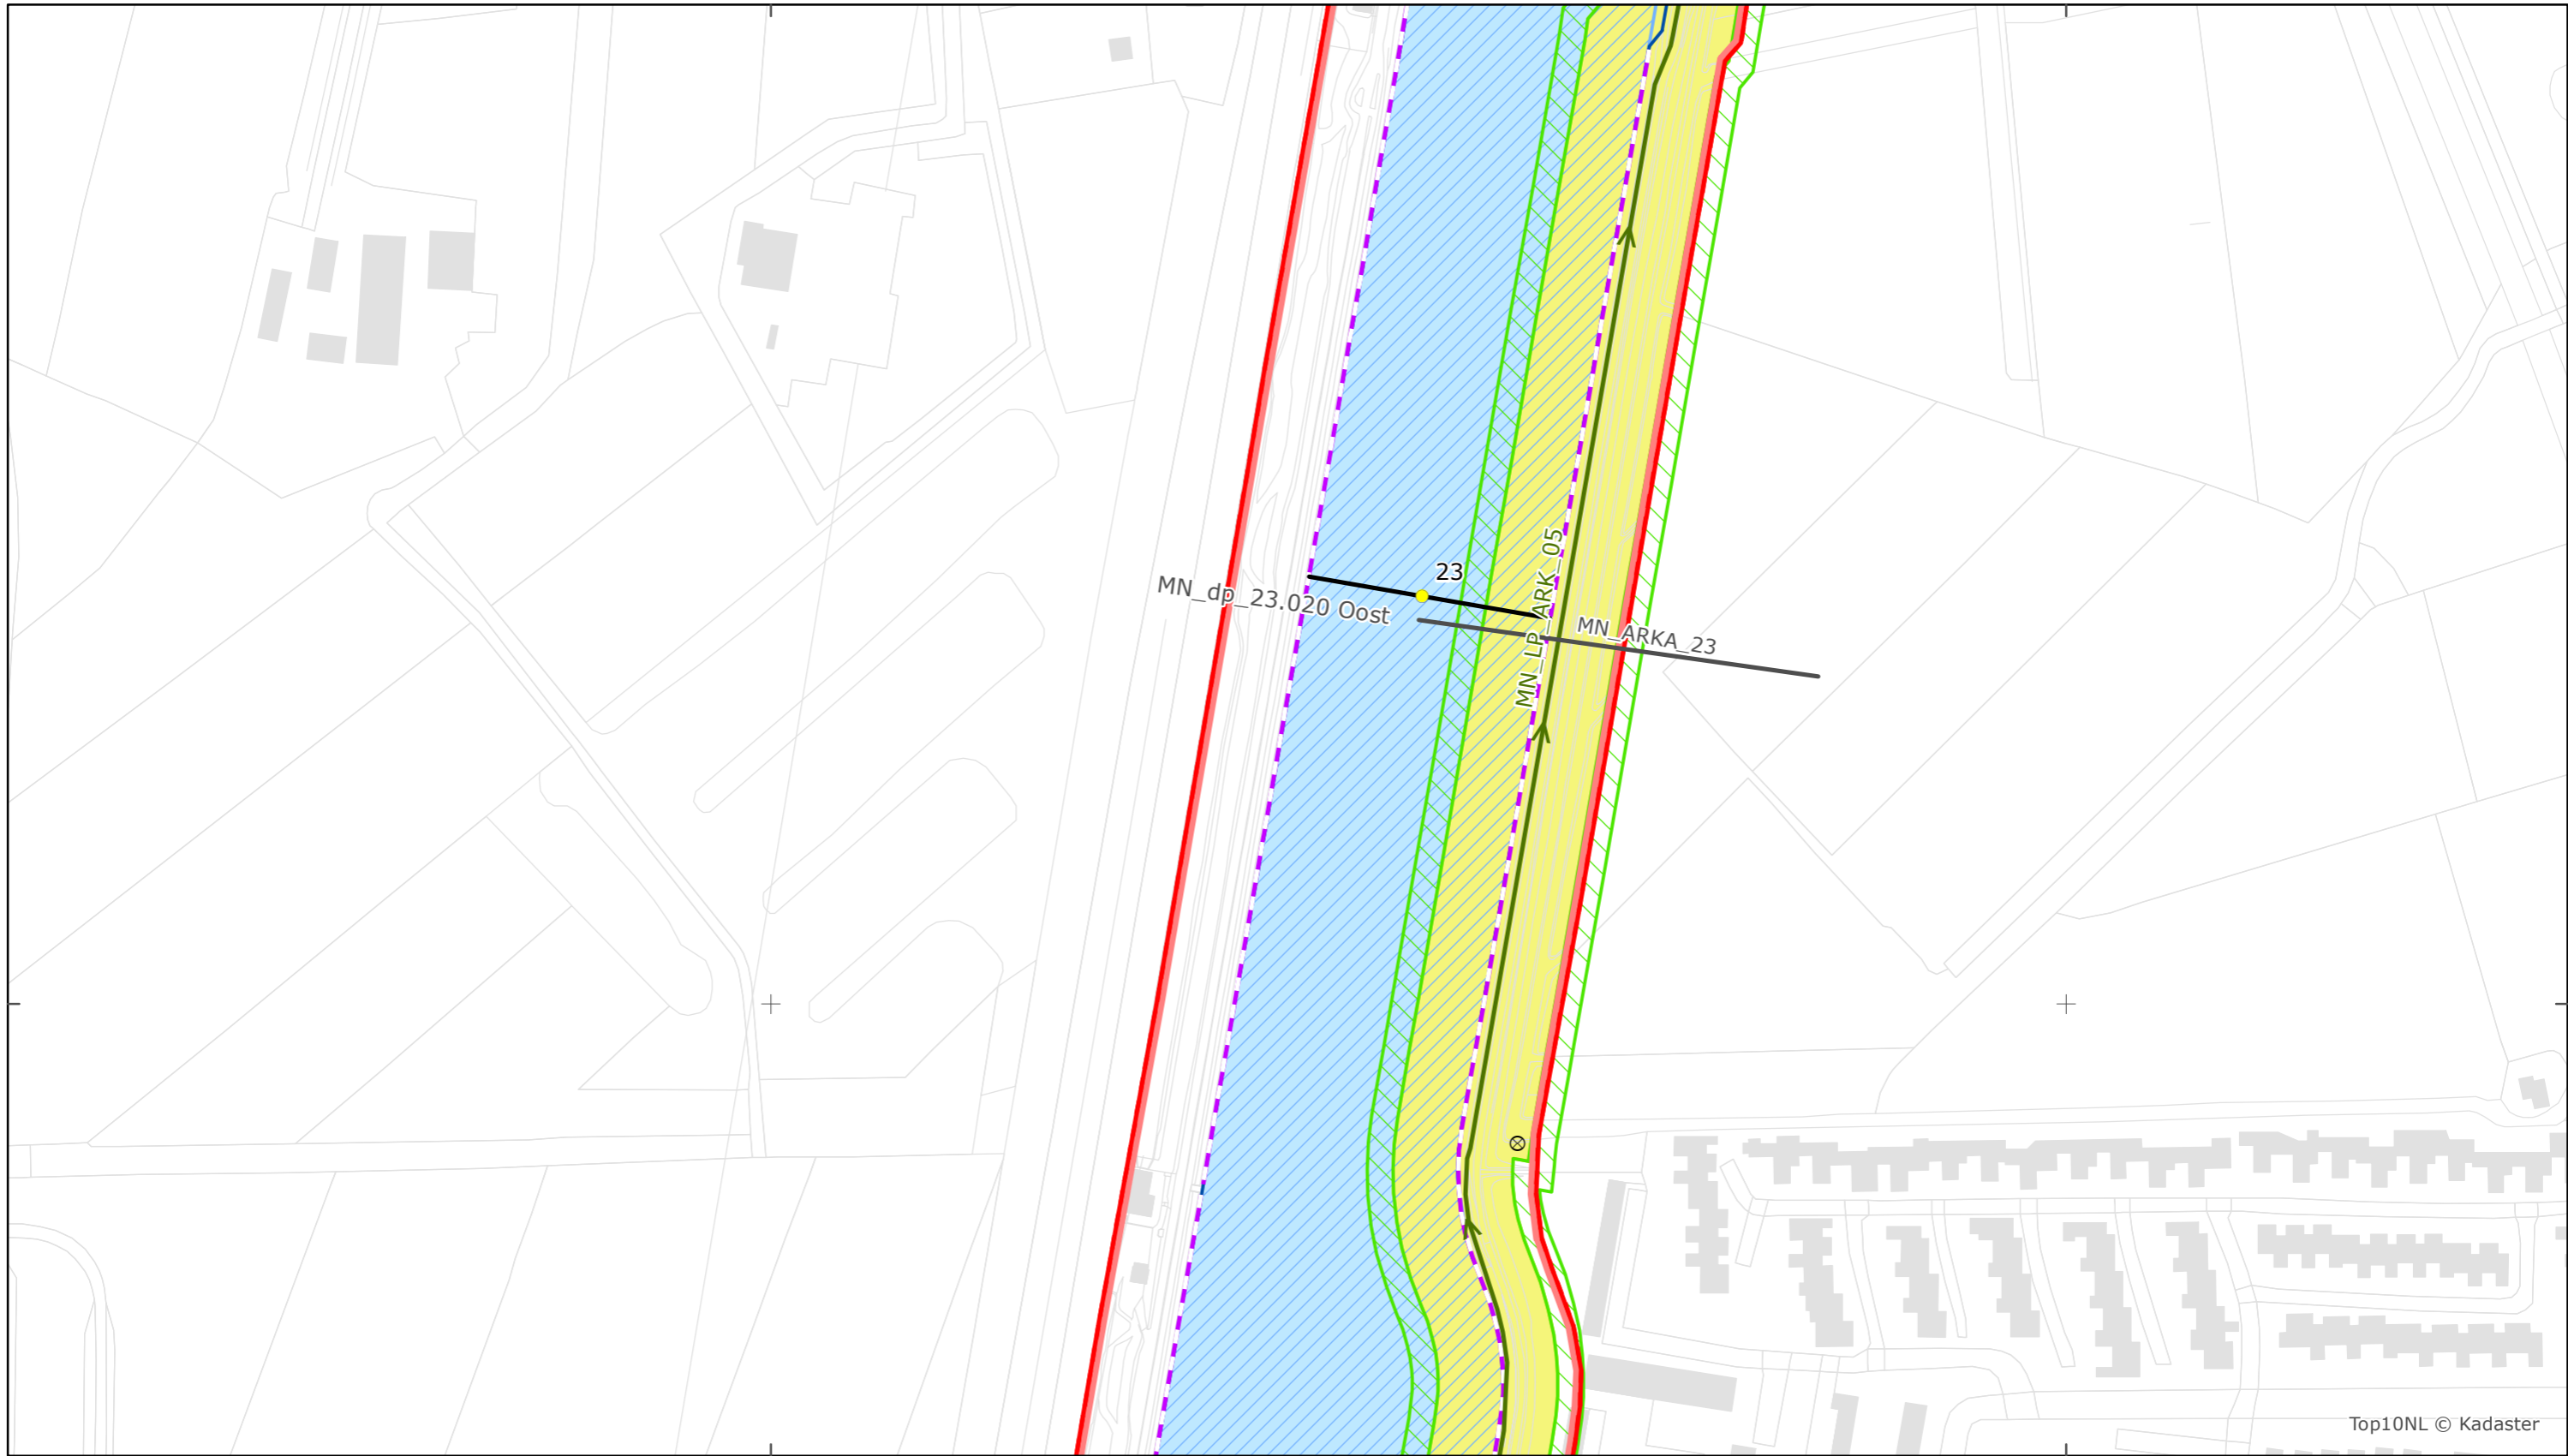 23
MN_dp_23.020 Oost
MN_LP_ARK_05
MN_ARKA_23
Top10NL © Kadaster